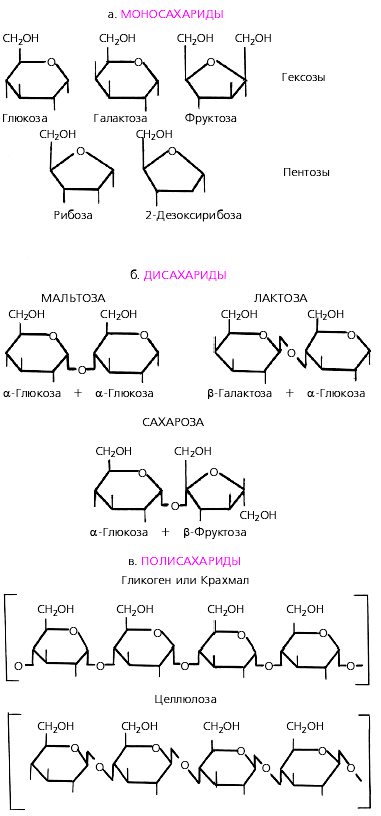 а. МОНОСАХАРИДЫ
CH₂OH CH₂OH CH₂OH CH₂OH
O O O
Гексозы
Глюкоза Галактоза Фруктоза
CH₂OH CH₂OH
O O
Пентозы
Рибоза 2-Дезоксирибоза
б. ДИСАХАРИДЫ
МАЛЬТОЗА ЛАКТОЗА
CH₂OH CH₂OH CH₂OH CH₂OH
O O O O
O O
α-Глюкоза + α-Глюкоза β-Галактоза + α-Глюкоза
САХАРОЗА
CH₂OH CH₂OH
O O
O
CH₂OH
α-Глюкоза + β-Фруктоза
в. ПОЛИСАХАРИДЫ
Гликоген или Крахмал
CH₂OH CH₂OH CH₂OH CH₂OH
O O O O
O O O O O
Целлюлоза
CH₂OH CH₂OH CH₂OH CH₂OH
O O O O
O O O O